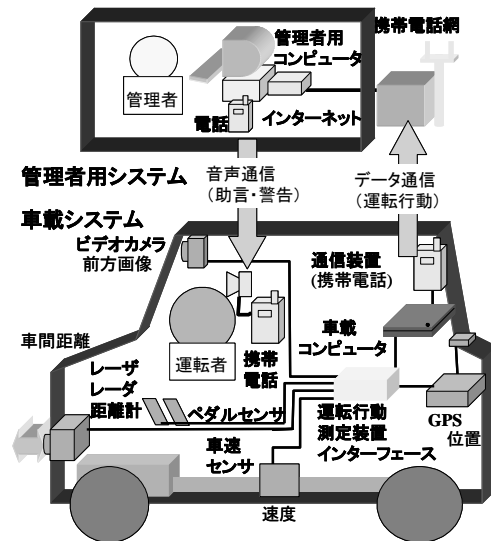 管理者用
コンピュータ
携帯電話網
管理者
電話
インターネット
管理者用システム
音声通信
(助言・警告)
データ通信
(運転行動)
車載システム
ビデオカメラ
前方画像
通信装置
(携帯電話)
車間距離
運転者
携帯
電話
車載
コンピュータ
レーザ
レーダ
距離計
ペダルセンサ
運転行動
測定装置
インターフェース
GPS
位置
車速
センサ
速度